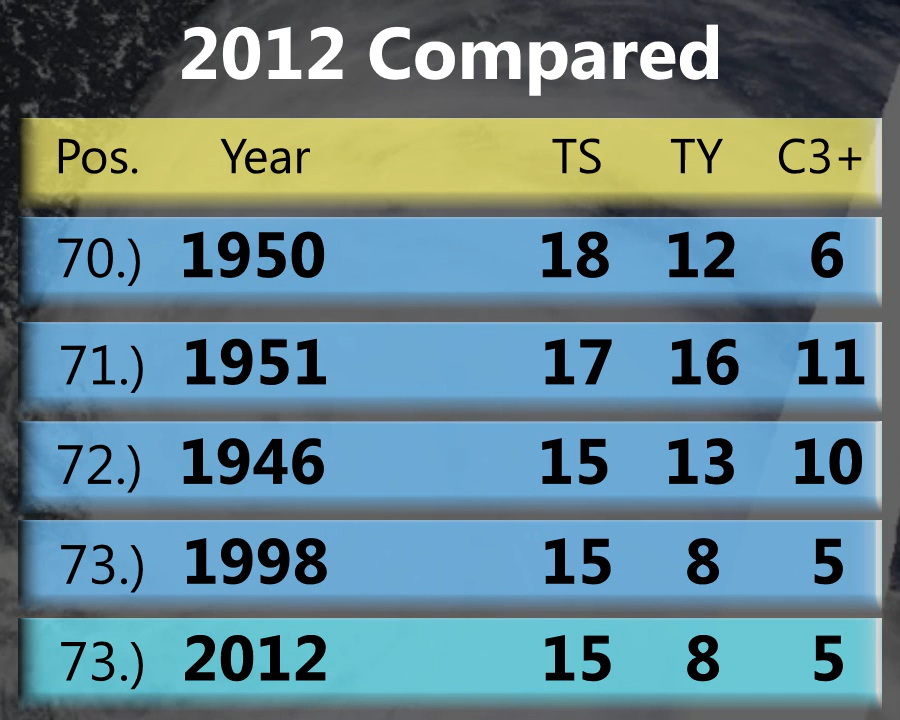 2012 Compared
Pos. Year TS TY C3+
70.) 1950 18 12 6
71.) 1951 17 16 11
72.) 1946 15 13 10
73.) 1998 15 8 5
73.) 2012 15 8 5